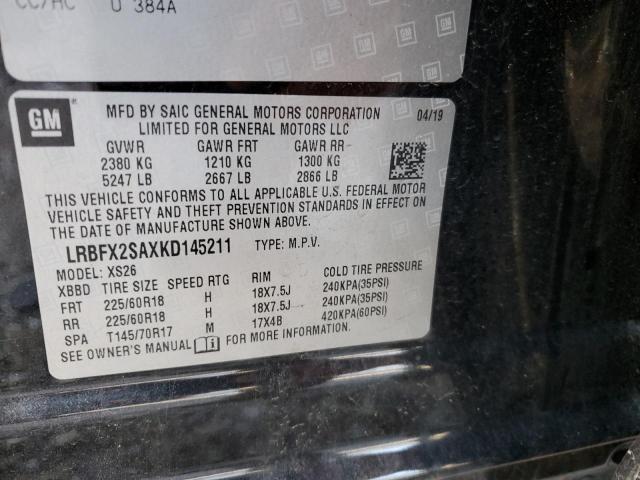 CC/AC U 384A
GM
MFD BY SAIC GENERAL MOTORS CORPORATION 04/19
LIMITED FOR GENERAL MOTORS LLC
GVWR GAWR FRT GAWR RR
2380 KG 1210 KG 1300 KG
5247 LB 2667 LB 2866 LB
THIS VEHICLE CONFORMS TO ALL APPLICABLE U.S. FEDERAL MOTOR
VEHICLE SAFETY AND THEFT PREVENTION STANDARDS IN EFFECT ON
THE DATE OF MANUFACTURE SHOWN ABOVE.
LRBFX2SAXKD145211 TYPE: M.P.V.
MODEL: XS26
XBBD TIRE SIZE SPEED RTG RIM COLD TIRE PRESSURE
FRT 225/60R18 H 18X7.5J 240KPA(35PSI)
RR 225/60R18 H 18X7.5J 240KPA(35PSI)
SPA T145/70R17 M 17X4B 420KPA(60PSI)
SEE OWNER'S MANUAL FOR MORE INFORMATION.